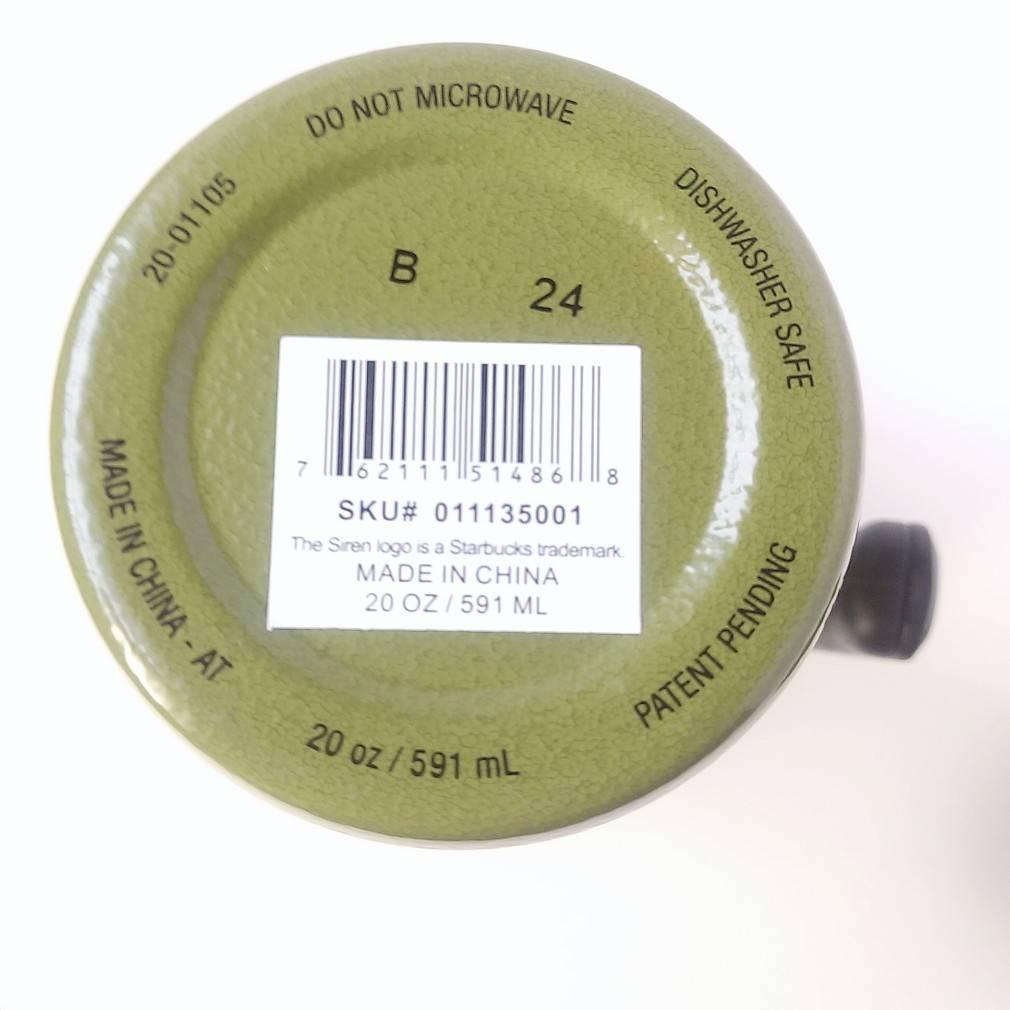 DO NOT MICROWAVE
DISHWASHER SAFE
20-01105
B 24
7 62111 51486 8
SKU# 011135001
The Siren logo is a Starbucks trademark.
MADE IN CHINA
20 OZ / 591 ML
MADE IN CHINA - AT
PATENT PENDING
20 oz / 591 mL